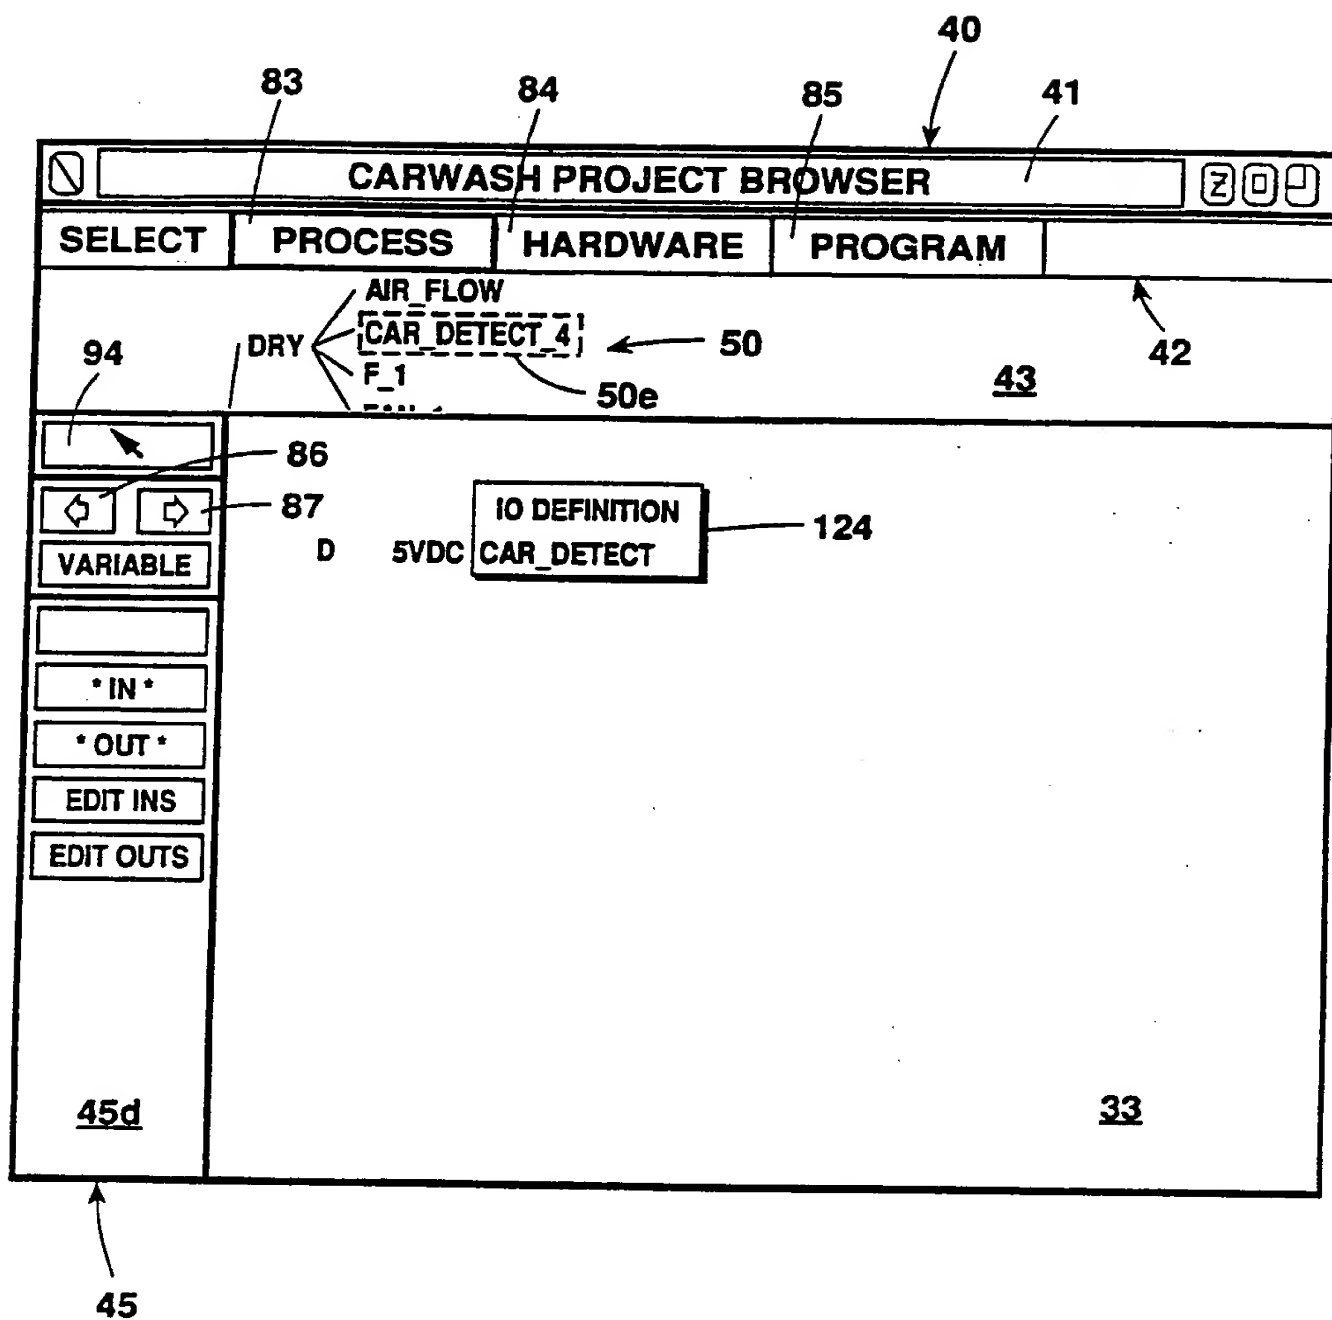 40
83
84
85
41
CARWASH PROJECT BROWSER
SELECT PROCESS HARDWARE PROGRAM
AIR_FLOW
DRY CAR_DETECT_4
50
42
94
F_1
50e
43
86
87
IO DEFINITION
124
VARIABLE
D 5VDC CAR_DETECT
* IN *
* OUT *
EDIT INS
EDIT OUTS
45d
33
45